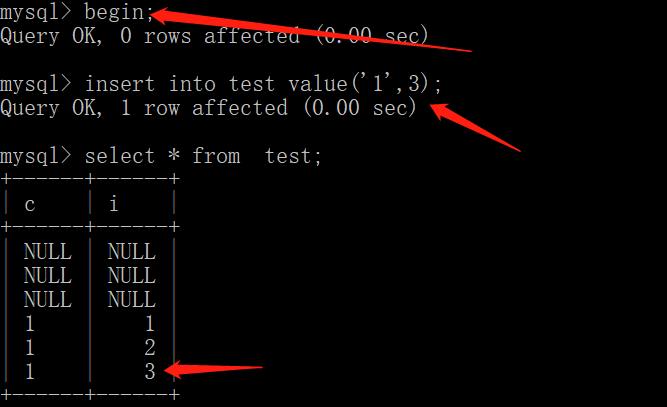 mysql> begin;
Query OK, 0 rows affected (0.00 sec)
mysql> insert into test value('1',3);
Query OK, 1 row affected (0.00 sec)
mysql> select * from  test;
+------+------+
| c    | i    |
+------+------+
| NULL | NULL |
| NULL | NULL |
| NULL | NULL |
| 1    |    1 |
| 1    |    2 |
| 1    |    3 |
+------+------+